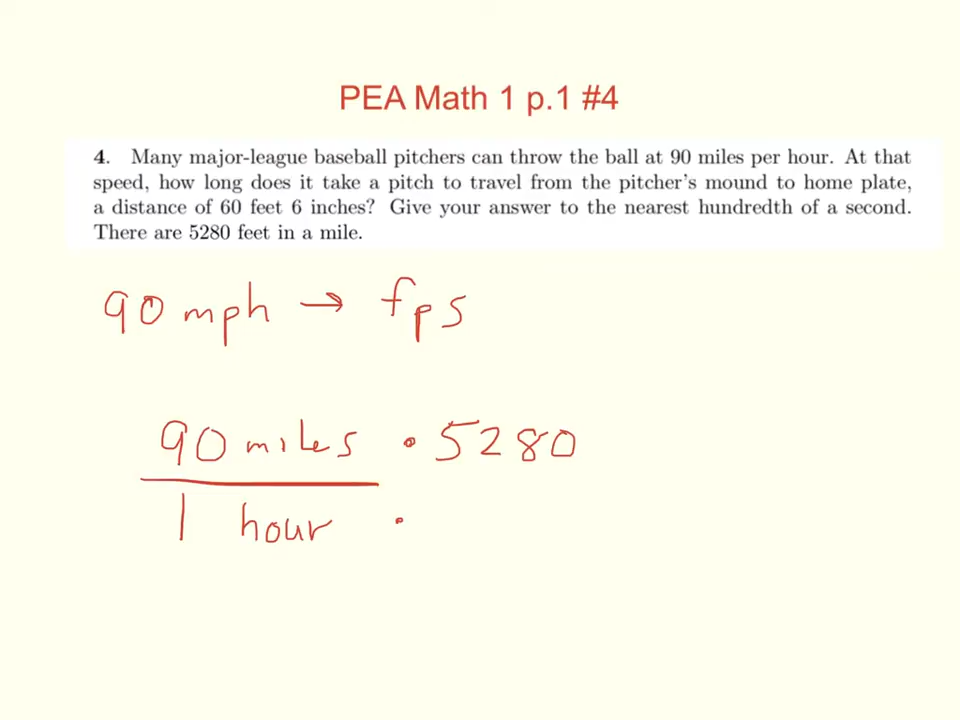 PEA Math 1 p.1 #4
4. Many major-league baseball pitchers can throw the ball at 90 miles per hour. At that
speed, how long does it take a pitch to travel from the pitcher's mound to home plate,
a distance of 60 feet 6 inches? Give your answer to the nearest hundredth of a second.
There are 5280 feet in a mile.
90 mph → fps
90 miles · 5280
1 hour ·